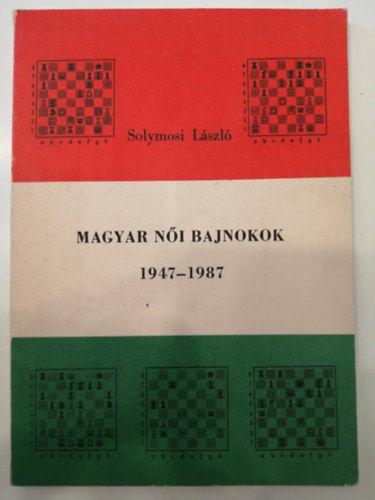 Solymosi László
MAGYAR NŐI BAJNOKOK
1947–1987